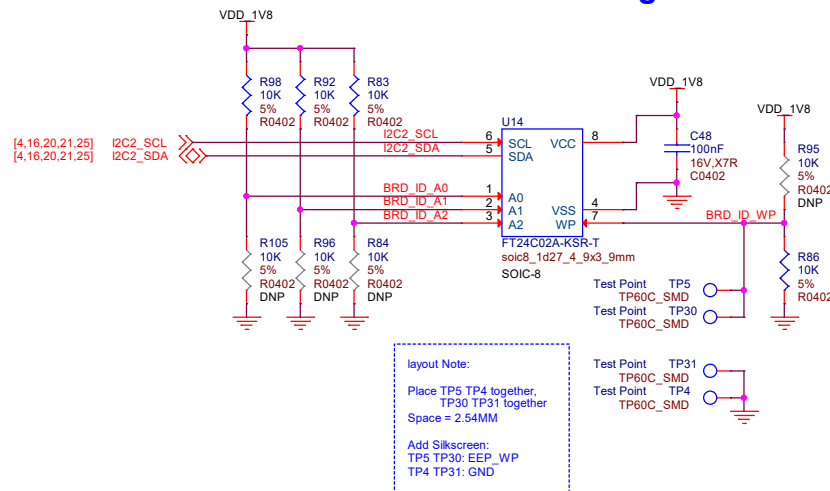 VDD_1V8
R98
10K
5%
R0402
R92
10K
5%
R0402
R83
10K
5%
R0402
[4,16,20,21,25] I2C2_SCL
[4,16,20,21,25] I2C2_SDA
I2C2_SCL
I2C2_SDA
BRD_ID_A0
BRD_ID_A1
BRD_ID_A2
R105
10K
5%
R0402
DNP
R96
10K
5%
R0402
DNP
R84
10K
5%
R0402
DNP
U14
6 SCL VCC 8
5 SDA
1 A0
2 A1 VSS 4
3 A2 WP 7
FT24C02A-KSR-T
soic8_1d27_4_9x3_9mm
SOIC-8
VDD_1V8
C48
100nF
16V,X7R
C0402
VDD_1V8
R95
10K
5%
R0402
DNP
BRD_ID_WP
R86
10K
5%
R0402
Test Point TP5
TP60C_SMD
Test Point TP30
TP60C_SMD
Test Point TP31
TP60C_SMD
Test Point TP4
TP60C_SMD
layout Note:
Place TP5 TP4 together,
TP30 TP31 together
Space = 2.54MM
Add Silkscreen:
TP5 TP30: EEP_WP
TP4 TP31: GND